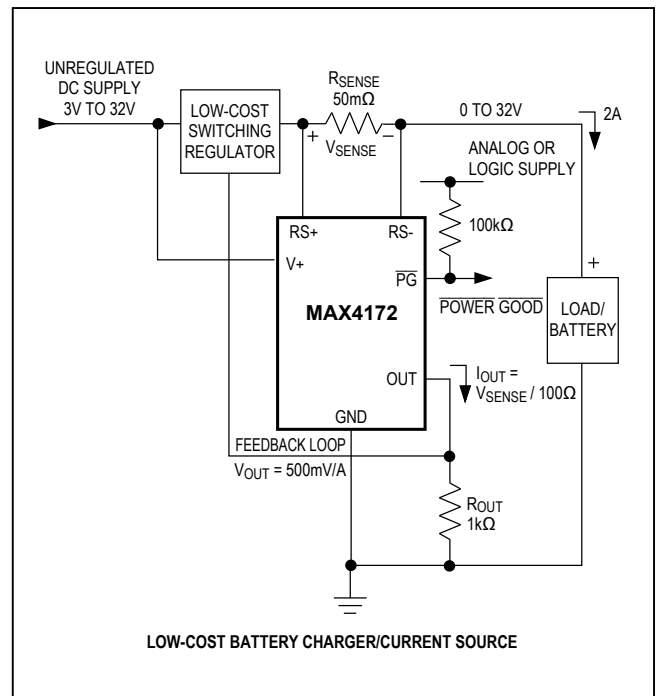 UNREGULATED
DC SUPPLY
3V TO 32V
LOW-COST
SWITCHING
REGULATOR
RSENSE
50mΩ
+
VSENSE
−
0 TO 32V
2A
ANALOG OR
LOGIC SUPPLY
100kΩ
RS+
RS-
V+
PG
MAX4172
POWER GOOD
+
LOAD/
BATTERY
OUT
IOUT =
VSENSE / 100Ω
GND
FEEDBACK LOOP
VOUT = 500mV/A
ROUT
1kΩ
LOW-COST BATTERY CHARGER/CURRENT SOURCE